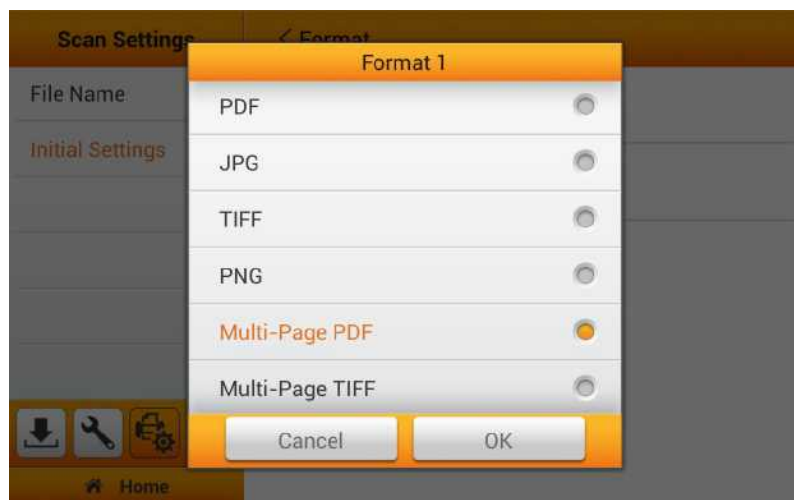 Scan Settings
< Format
Format 1
File Name
Initial Settings
PDF
JPG
TIFF
PNG
Multi-Page PDF
Multi-Page TIFF
Cancel
OK
Home